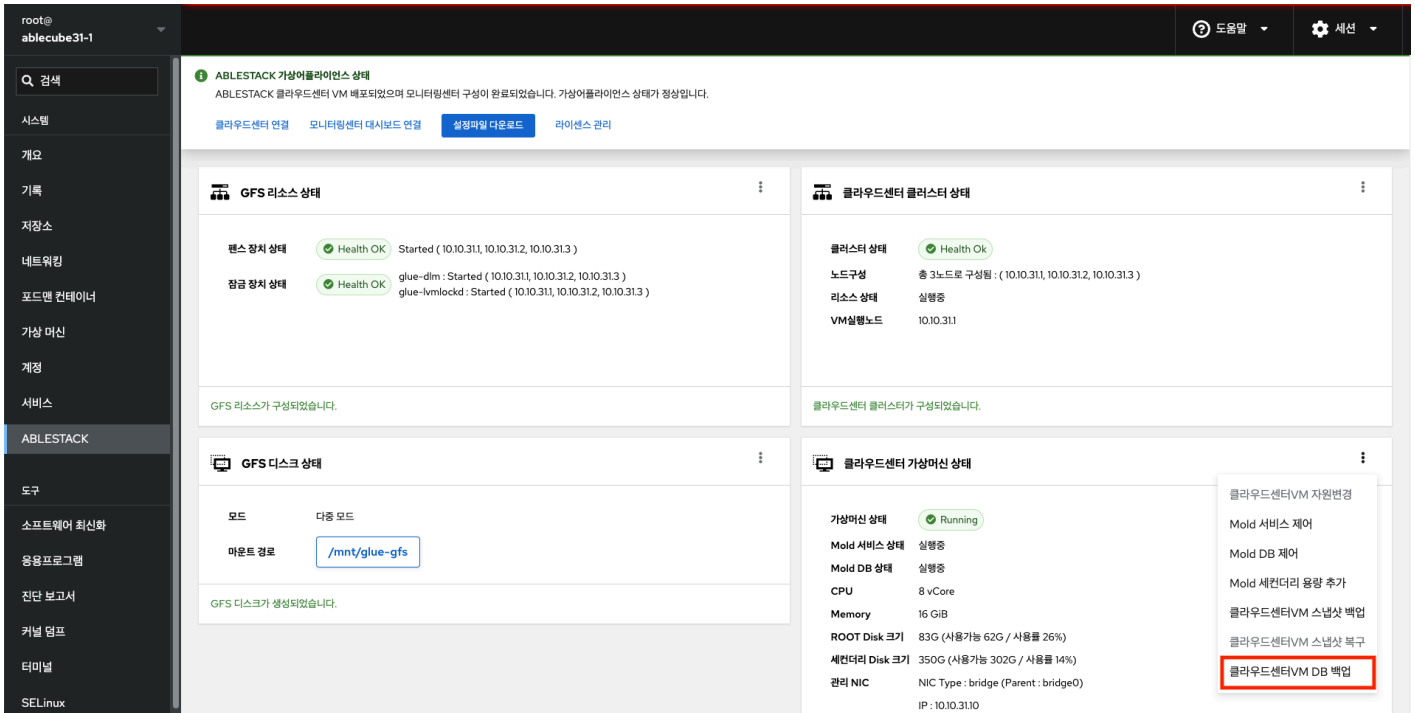 root@
ablecube31-1
도움말
세션
검색
시스템
개요
기록
저장소
네트워킹
포드맨 컨테이너
가상 머신
계정
서비스
ABLESTACK
도구
소프트웨어 최신화
응용프로그램
진단 보고서
커널 덤프
터미널
SELinux
ABLESTACK 가상어플라이언스 상태
ABLESTACK 클라우드센터 VM 배포되었으며 모니터링센터 구성이 완료되었습니다. 가상어플라이언스 상태가 정상입니다.
클라우드센터 연결 모니터링센터 대시보드 연결 설정파일 다운로드 라이센스 관리
GFS 리소스 상태
펜스 장치 상태 Health OK Started ( 10.10.31.1, 10.10.31.2, 10.10.31.3 )
잠금 장치 상태 Health OK glue-dlm : Started ( 10.10.31.1, 10.10.31.2, 10.10.31.3 )
glue-lvmlockd : Started ( 10.10.31.1, 10.10.31.2, 10.10.31.3 )
GFS 리소스가 구성되었습니다.
클라우드센터 클러스터 상태
클러스터 상태 Health Ok
노드구성 총 3노드로 구성됨 : ( 10.10.31.1, 10.10.31.2, 10.10.31.3 )
리소스 상태 실행중
VM실행노드 10.10.31.1
클라우드센터 클러스터가 구성되었습니다.
GFS 디스크 상태
모드 다중 모드
마운트 경로 /mnt/glue-gfs
GFS 디스크가 생성되었습니다.
클라우드센터 가상머신 상태
가상머신 상태 Running
Mold 서비스 상태 실행중
Mold DB 상태 실행중
CPU 8 vCore
Memory 16 GiB
ROOT Disk 크기 83G (사용가능 62G / 사용률 26%)
세컨더리 Disk 크기 350G (사용가능 302G / 사용률 14%)
관리 NIC NIC Type : bridge (Parent : bridge0)
IP : 10.10.31.10
클라우드센터VM 자원변경
Mold 서비스 제어
Mold DB 제어
Mold 세컨더리 용량 추가
클라우드센터VM 스냅샷 백업
클라우드센터VM 스냅샷 복구
클라우드센터VM DB 백업